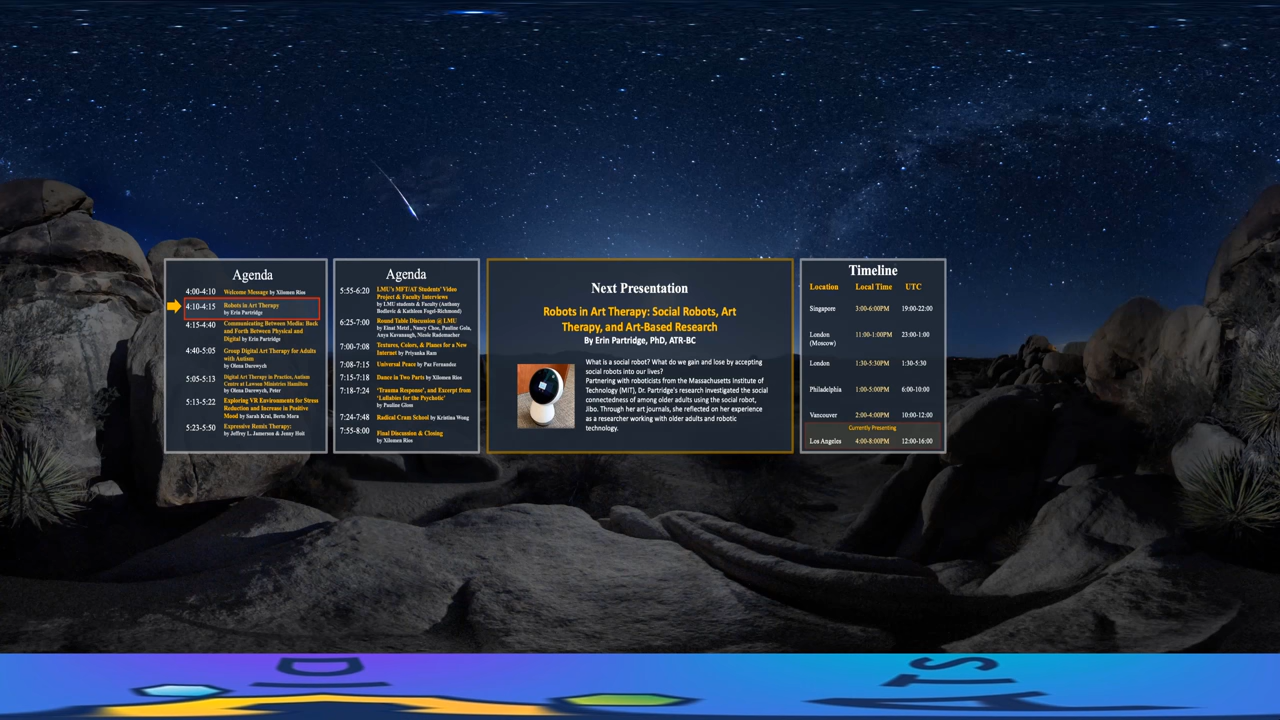 Agenda
4:00-4:10 Welcome Message by Xilomen Rios
4:10-4:15 Robots in Art Therapy
by Erin Partridge
4:15-4:40 Communicating Between Media: Back
and Forth Between Physical and
Digital by Erin Partridge
4:40-5:05 Group Digital Art Therapy for Adults
with Autism
by Olena Darewych
5:05-5:13 Digital Art Therapy in Practice, Autism
Centre at Lawson Ministries Hamilton
by Olena Darewych, Peter
5:13-5:22 Exploring VR Environments for Stress
Reduction and Increase in Positive
Mood by Sarah Kral, Berto Mora
5:23-5:50 Expressive Remix Therapy:
by Jeffrey L. Jamerson & Jenny Holt
Agenda
5:55-6:20 LMU's MFT/AT Students' Video
Project & Faculty Interviews
by LMU students & Faculty (Anthony
Bodlovic & Kathleen Fogel-Richmond)
6:25-7:00 Round Table Discussion @ LMU
by Einat Metzl, Nancy Choe, Pauline Gola,
Anya Kavanaugh, Nicole Rademacher
7:00-7:08 Textures, Colors, & Planes for a New
Internet by Priyanka Ram
7:08-7:15 Universal Peace by Paz Fernandez
7:15-7:18 Dance in Two Parts by Xilomen Rios
7:18-7:24 'Trauma Response', and Excerpt from
'Lullabies for the Psychotic'
by Pauline Gloss
7:24-7:48 Radical Cram School by Kristina Wong
7:55-8:00 Final Discussion & Closing
by Xilomen Rios
Next Presentation
Robots in Art Therapy: Social Robots, Art
Therapy, and Art-Based Research
By Erin Partridge, PhD, ATR-BC
What is a social robot? What do we gain and lose by accepting
social robots into our lives?
Partnering with roboticists from the Massachusetts Institute of
Technology (MIT), Dr. Partridge's research investigated the social
connectedness of among older adults using the social robot,
Jibo. Through her art journals, she reflected on her experience
as a researcher working with older adults and robotic
technology.
Timeline
Location Local Time UTC
Singapore 3:00-6:00PM 19:00-22:00
London 11:00-1:00PM 23:00-1:00
(Moscow)
London 1:30-5:30PM 1:30-5:30
Philadelphia 1:00-5:00PM 6:00-10:00
Vancouver 2:00-4:00PM 10:00-12:00
Currently Presenting
Los Angeles 4:00-8:00PM 12:00-16:00